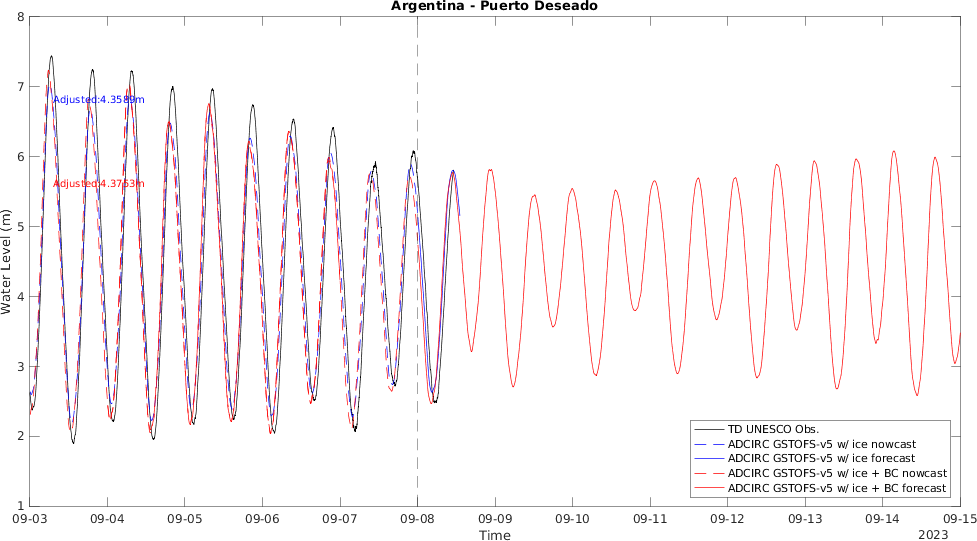 Argentina - Puerto Deseado
8
7
6
5
4
3
2
1
Water Level (m)
Adjusted:4.3589m
Adjusted:4.3763m
TD UNESCO Obs.
ADCIRC GSTOFS-v5 w/ ice nowcast
ADCIRC GSTOFS-v5 w/ ice forecast
ADCIRC GSTOFS-v5 w/ ice + BC nowcast
ADCIRC GSTOFS-v5 w/ ice + BC forecast
09-03 09-04 09-05 09-06 09-07 09-08 09-09 09-10 09-11 09-12 09-13 09-14 09-15
Time
2023